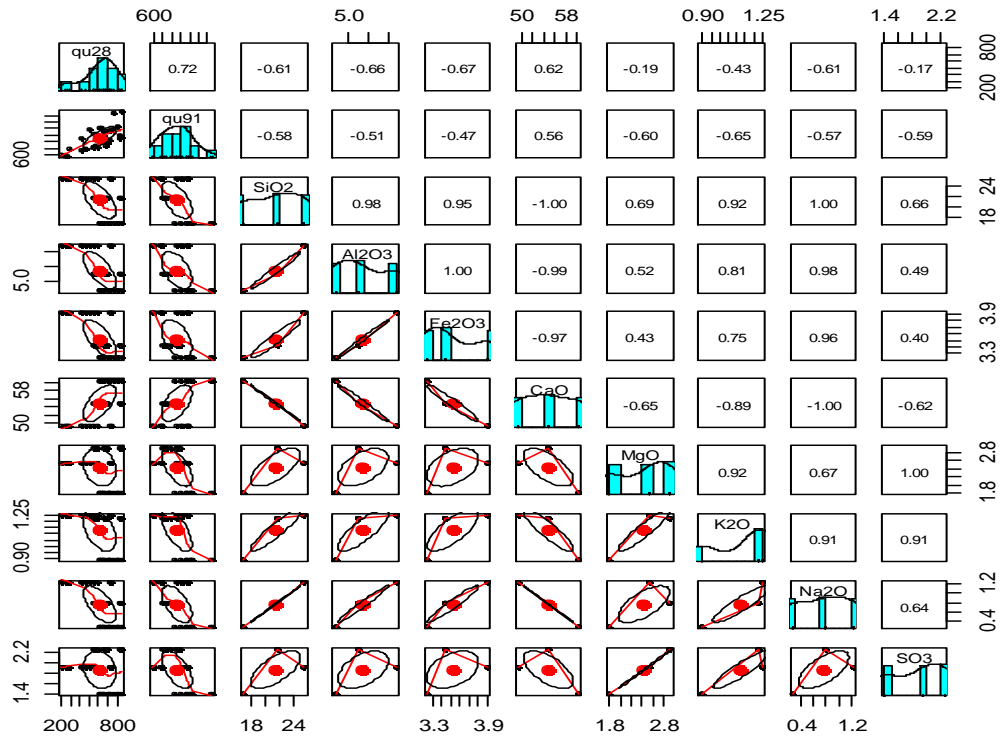 600 5.0 50 58 0.90 1.25 1.4 2.2
qu28 0.72 -0.61 -0.66 -0.67 0.62 -0.19 -0.43 -0.61 -0.17 200 800
600 qu91 -0.58 -0.51 -0.47 0.56 -0.60 -0.65 -0.57 -0.59
SiO2 0.98 0.95 -1.00 0.69 0.92 1.00 0.66 18 24
5.0 Al2O3 1.00 -0.99 0.52 0.81 0.98 0.49
Fe2O3 -0.97 0.43 0.75 0.96 0.40 3.3 3.9
50 58 CaO -0.65 -0.89 -1.00 -0.62
MgO 0.92 0.67 1.00 1.8 2.8
0.90 1.25 K2O 0.91 0.91
Na2O 0.64 0.4 1.2
1.4 2.2 SO3
200 800 18 24 3.3 3.9 1.8 2.8 0.4 1.2